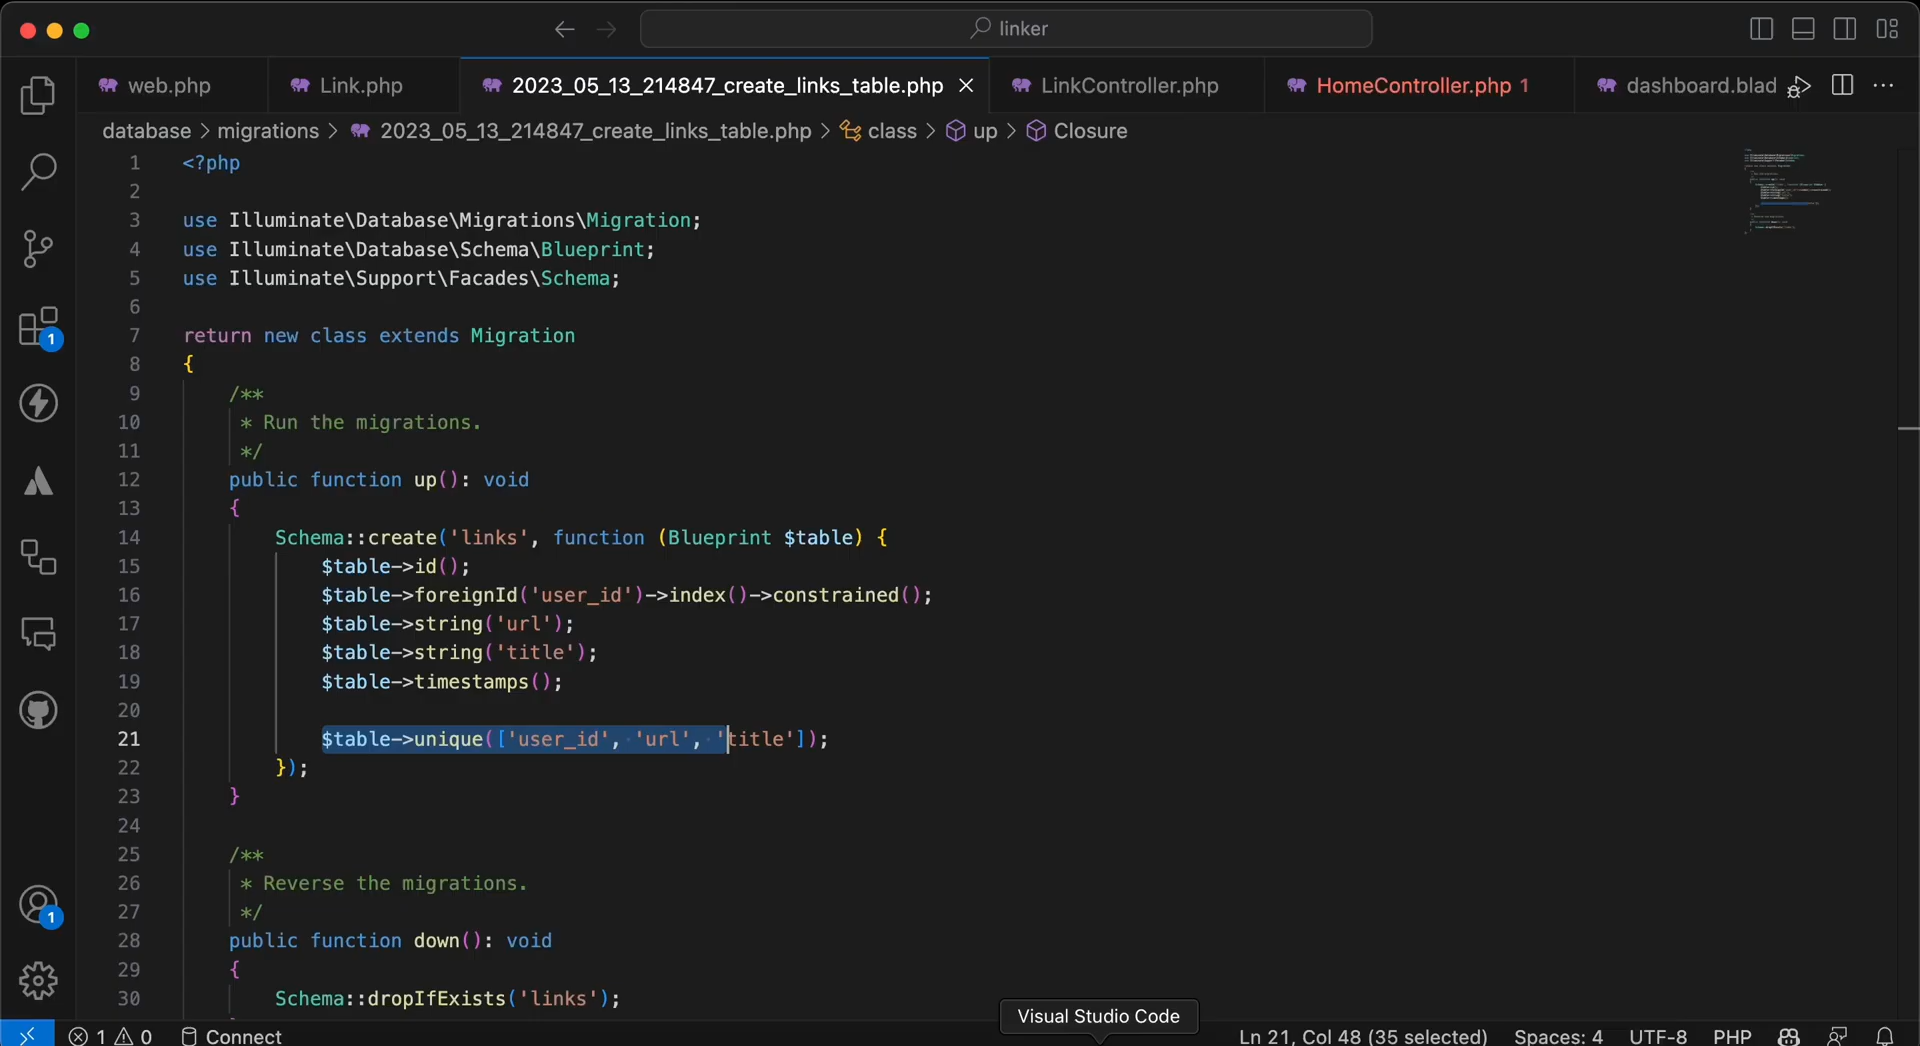 linker
web.php
Link.php
2023_05_13_214847_create_links_table.php
LinkController.php
HomeController.php 1
dashboard.blad
database > migrations > 2023_05_13_214847_create_links_table.php > class > up > Closure
1 <?php
2
3 use Illuminate\Database\Migrations\Migration;
4 use Illuminate\Database\Schema\Blueprint;
5 use Illuminate\Support\Facades\Schema;
6
7 return new class extends Migration
8 {
9 /**
10 * Run the migrations.
11 */
12 public function up(): void
13 {
14 Schema::create('links', function (Blueprint $table) {
15 $table->id();
16 $table->foreignId('user_id')->index()->constrained();
17 $table->string('url');
18 $table->string('title');
19 $table->timestamps();
20
21 $table->unique(['user_id', 'url', 'title']);
22 });
23 }
24
25 /**
26 * Reverse the migrations.
27 */
28 public function down(): void
29 {
30 Schema::dropIfExists('links');
1
1
Visual Studio Code
1 0 Connect
Ln 21, Col 48 (35 selected) Spaces: 4 UTF-8 PHP